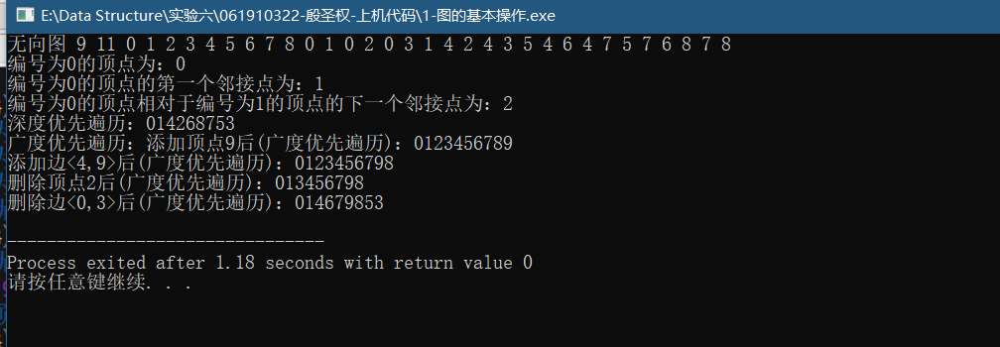 E:\Data Structure\实验六\061910322-殷圣权-上机代码\1-图的基本操作.exe
无向图 9 11 0 1 2 3 4 5 6 7 8 0 1 0 2 0 3 1 4 2 4 3 5 4 6 4 7 5 7 6 8 7 8
编号为0的顶点为：0
编号为0的顶点的第一个邻接点为：1
编号为0的顶点相对于编号为1的顶点的下一个邻接点为：2
深度优先遍历：014268753
广度优先遍历：添加顶点9后(广度优先遍历)：0123456789
添加边<4,9>后(广度优先遍历)：0123456798
删除顶点2后(广度优先遍历)：013456798
删除边<0,3>后(广度优先遍历)：014679853
--------------------------------
Process exited after 1.18 seconds with return value 0
请按任意键继续. . .